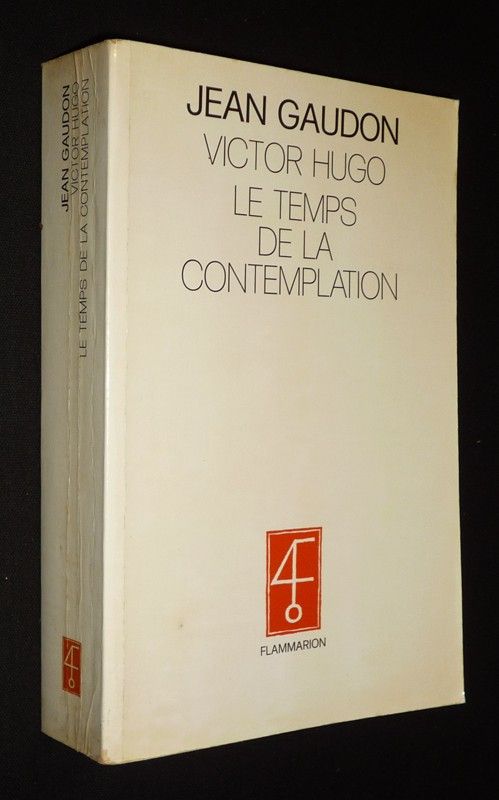 JEAN GAUDON
VICTOR HUGO
LE TEMPS
DE LA
CONTEMPLATION
FLAMMARION
JEAN GAUDON
VICTOR HUGO
LE TEMPS DE LA CONTEMPLATION